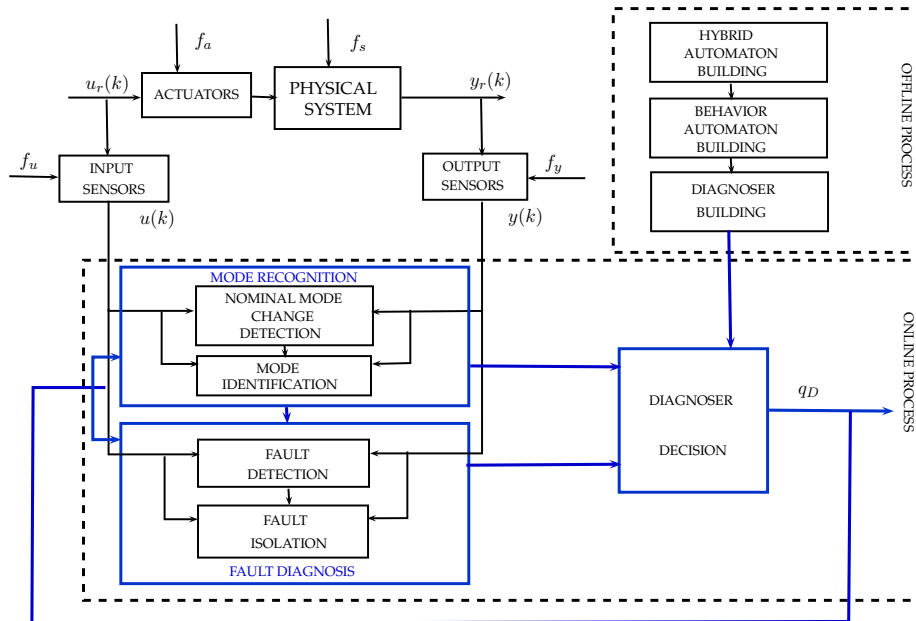 f_a
f_s
u_r(k)
y_r(k)
ACTUATORS
PHYSICAL
SYSTEM
f_u
INPUT
SENSORS
OUTPUT
SENSORS
f_y
u(k)
y(k)
HYBRID
AUTOMATON
BUILDING
BEHAVIOR
AUTOMATON
BUILDING
DIAGNOSER
BUILDING
OFFLINE PROCESS
MODE RECOGNITION
NOMINAL MODE
CHANGE
DETECTION
MODE
IDENTIFICATION
FAULT
DETECTION
FAULT
ISOLATION
FAULT DIAGNOSIS
DIAGNOSER
DECISION
q_D
ONLINE PROCESS